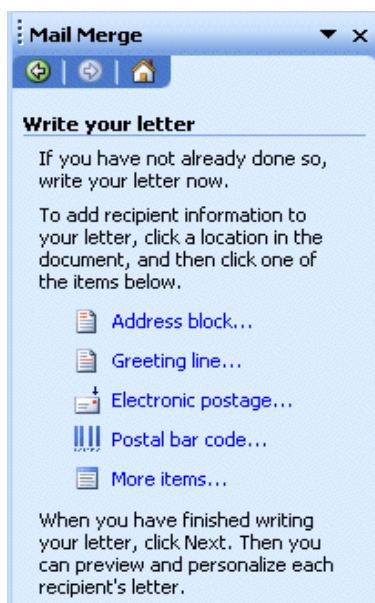 Mail Merge
Write your letter
If you have not already done so,
write your letter now.
To add recipient information to
your letter, click a location in the
document, and then click one of
the items below.
Address block...
Greeting line...
Electronic postage...
Postal bar code...
More items...
When you have finished writing
your letter, click Next. Then you
can preview and personalize each
recipient's letter.